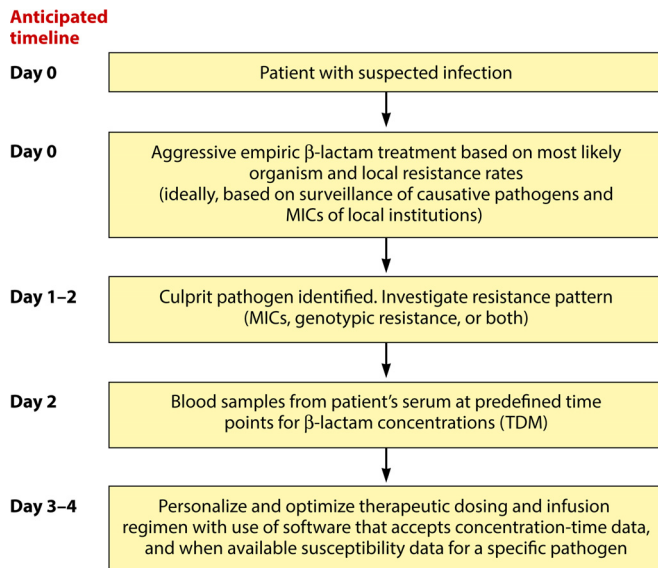 Anticipated
timeline
Day 0
Patient with suspected infection
Day 0
Aggressive empiric β-lactam treatment based on most likely
organism and local resistance rates
(ideally, based on surveillance of causative pathogens and
MICs of local institutions)
Day 1–2
Culprit pathogen identified. Investigate resistance pattern
(MICs, genotypic resistance, or both)
Day 2
Blood samples from patient’s serum at predefined time
points for β-lactam concentrations (TDM)
Day 3–4
Personalize and optimize therapeutic dosing and infusion
regimen with use of software that accepts concentration-time data,
and when available susceptibility data for a specific pathogen